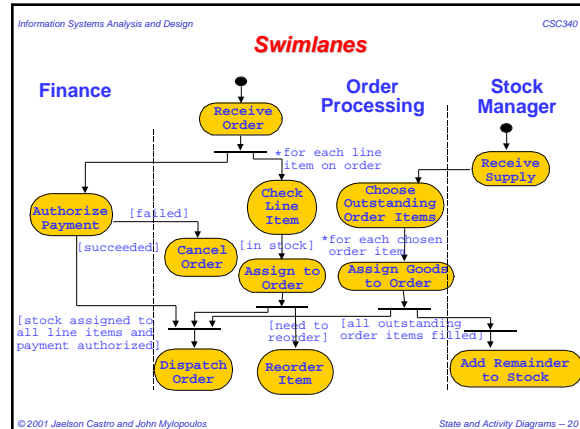 Information Systems Analysis and Design
CSC340
Swimlanes
Finance
Order
Processing
Stock
Manager
Receive
Order
*for each line
item on order
Receive
Supply
Authorize
Payment
[failed]
Check
Line
Item
Choose
Outstanding
Order Items
[succeeded]
Cancel
Order
[in stock]
*for each chosen
order item
Assign to
Order
Assign Goods
to Order
[stock assigned to
all line items and
payment authorized]
[need to
reorder]
[all outstanding
order items filled]
Dispatch
Order
Reorder
Item
Add Remainder
to Stock
© 2001 Jaelson Castro and John Mylopoulos
State and Activity Diagrams -- 20